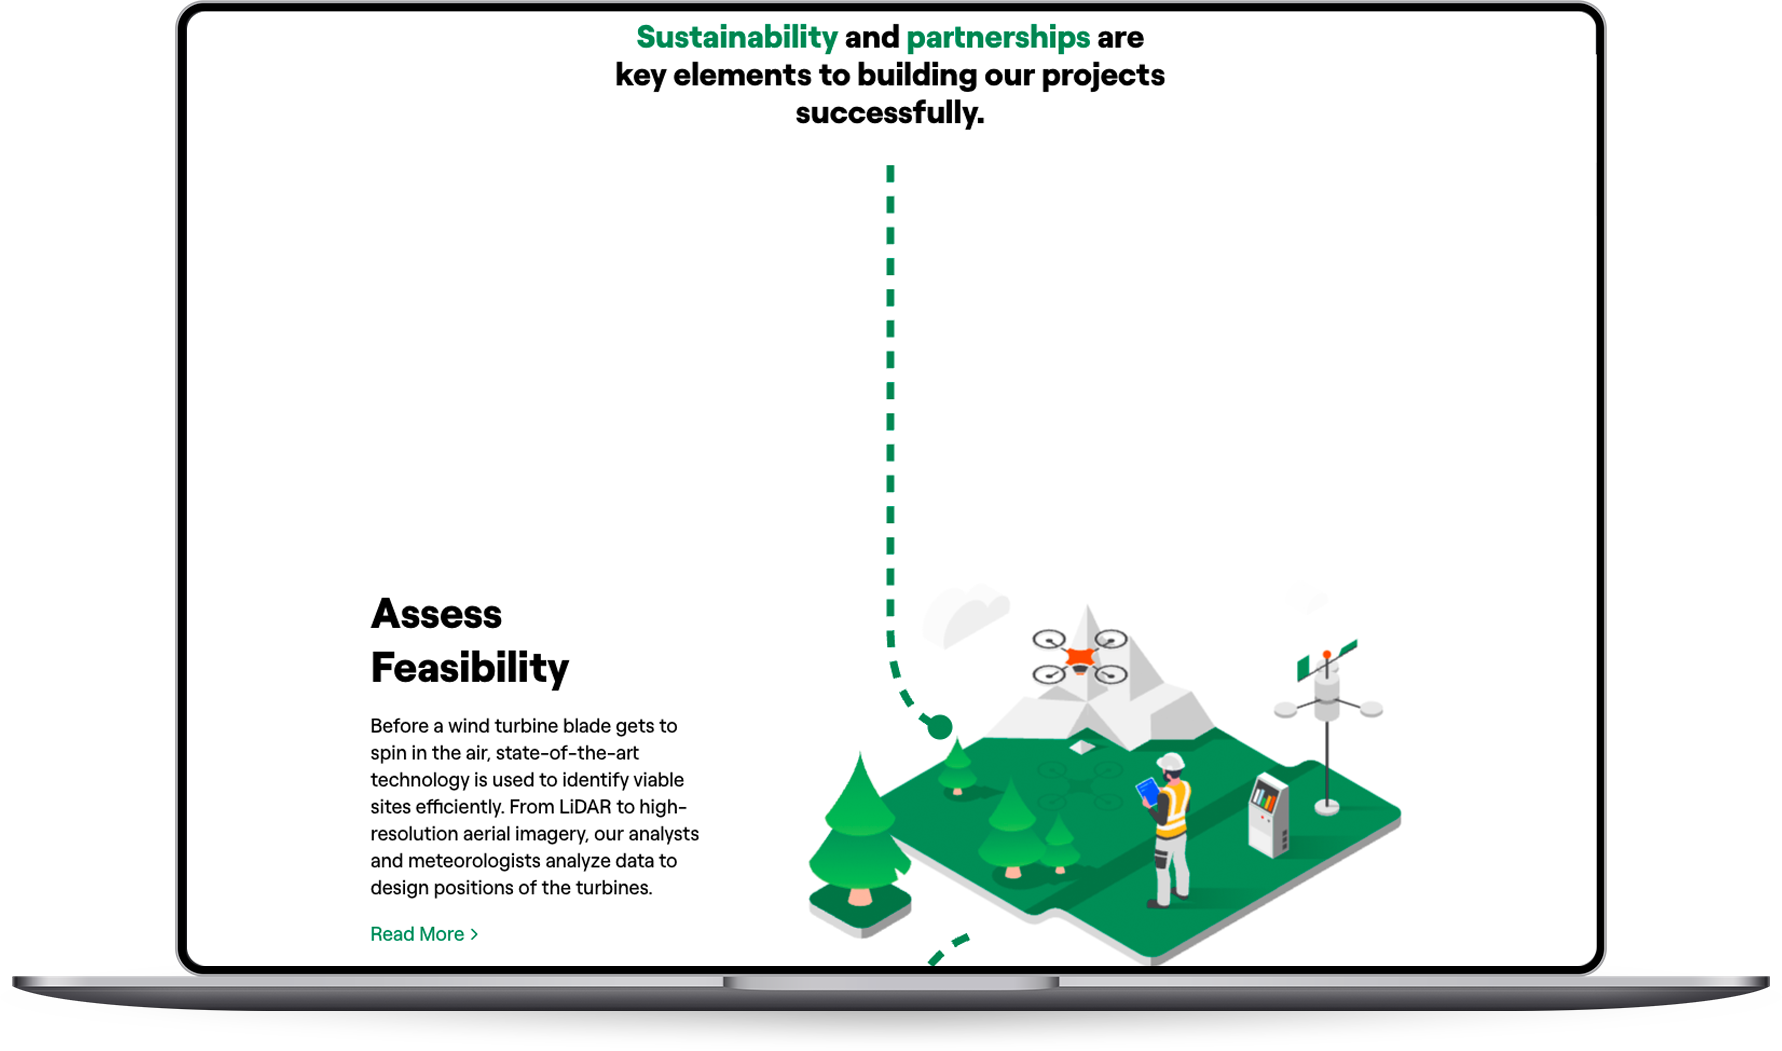 Sustainability and partnerships are
key elements to building our projects
successfully.
Assess
Feasibility
Before a wind turbine blade gets to
spin in the air, state-of-the-art
technology is used to identify viable
sites efficiently. From LiDAR to high-
resolution aerial imagery, our analysts
and meteorologists analyze data to
design positions of the turbines.
Read More >